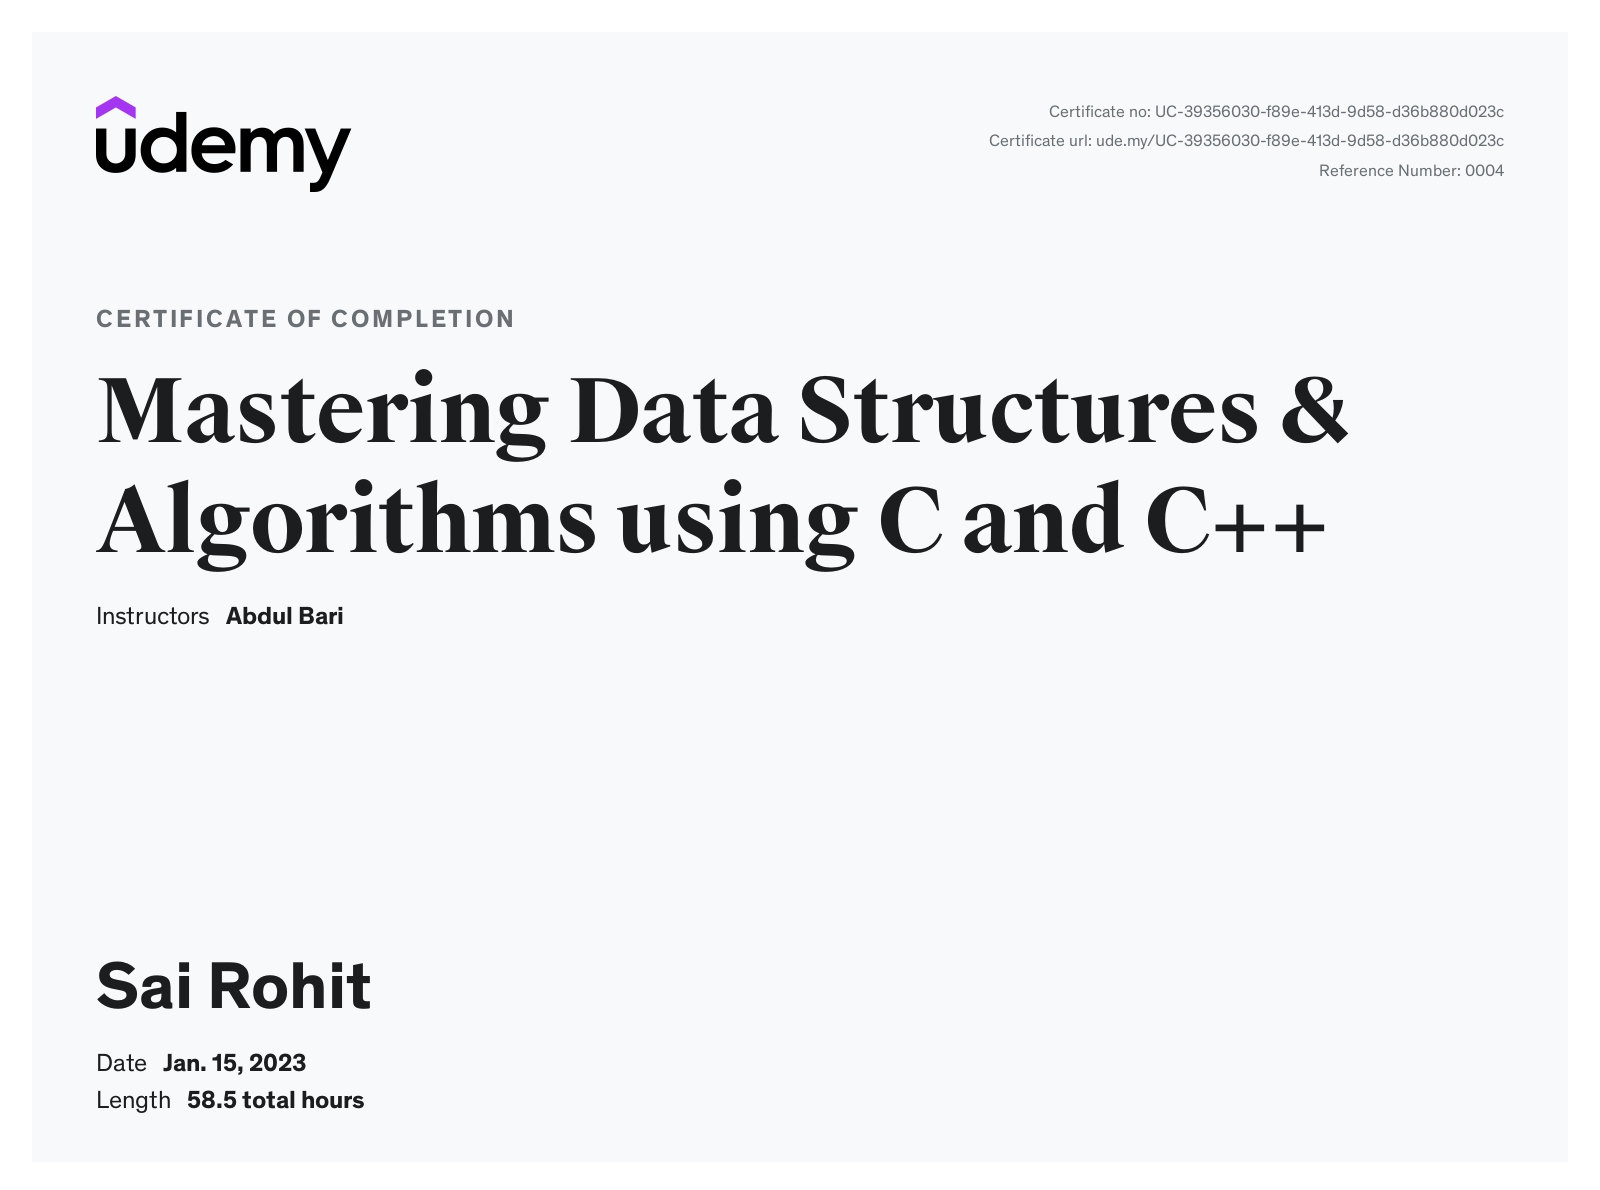 udemy
Certificate no: UC-39356030-f89e-413d-9d58-d36b880d023c
Certificate url: ude.my/UC-39356030-f89e-413d-9d58-d36b880d023c
Reference Number: 0004
CERTIFICATE OF COMPLETION
Mastering Data Structures &
Algorithms using C and C++
Instructors Abdul Bari
Sai Rohit
Date Jan. 15, 2023
Length 58.5 total hours